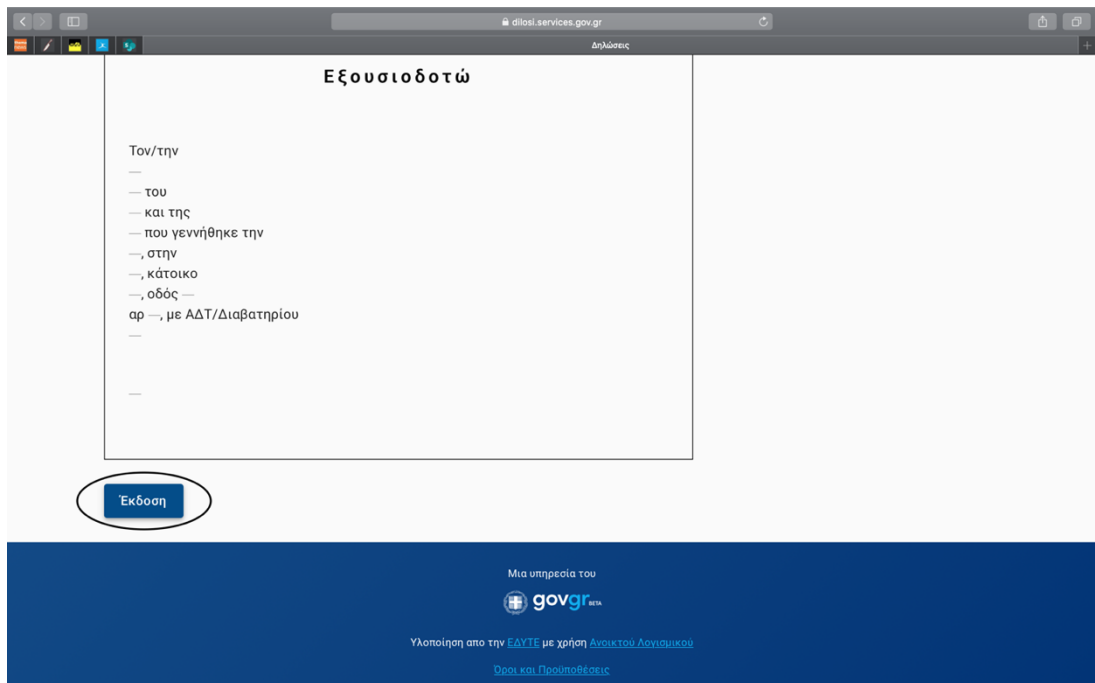 dilosi.services.gov.gr
Δηλώσεις
Εξουσιοδοτώ
Τον/την
—
— του
— και της
— που γεννήθηκε την
—, στην
—, κάτοικο
—, οδός —
αρ —, με ΑΔΤ/Διαβατηρίου
—
—
Έκδοση
Μια υπηρεσία του
govgr BETA
Υλοποίηση απο την ΕΔΥΤΕ με χρήση Ανοικτού Λογισμικού
Όροι και Προϋποθέσεις